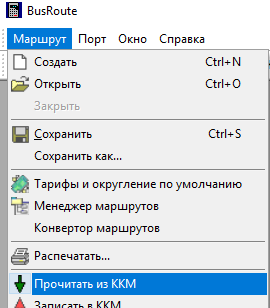 BusRoute
Маршрут Порт Окно Справка
Создать Ctrl+N
Открыть Ctrl+O
Закрыть
Сохранить Ctrl+S
Сохранить как...
Тарифы и округление по умолчанию
Менеджер маршрутов
Конвертор маршрутов
Распечатать...
Прочитать из ККМ
Записать в ККМ